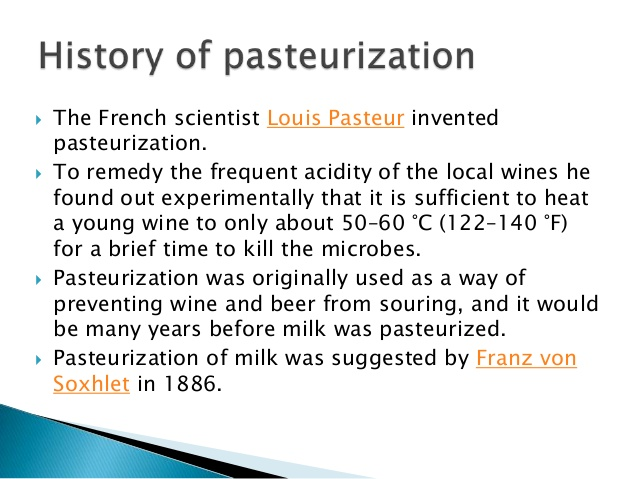 History of pasteurization
The French scientist Louis Pasteur invented
pasteurization.
To remedy the frequent acidity of the local wines he
found out experimentally that it is sufficient to heat
a young wine to only about 50–60 °C (122–140 °F)
for a brief time to kill the microbes.
Pasteurization was originally used as a way of
preventing wine and beer from souring, and it would
be many years before milk was pasteurized.
Pasteurization of milk was suggested by Franz von
Soxhlet in 1886.